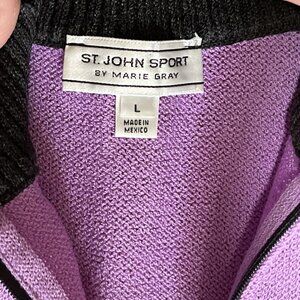 ST. JOHN SPORT
BY MARIE GRAY
L
MADE IN
MEXICO